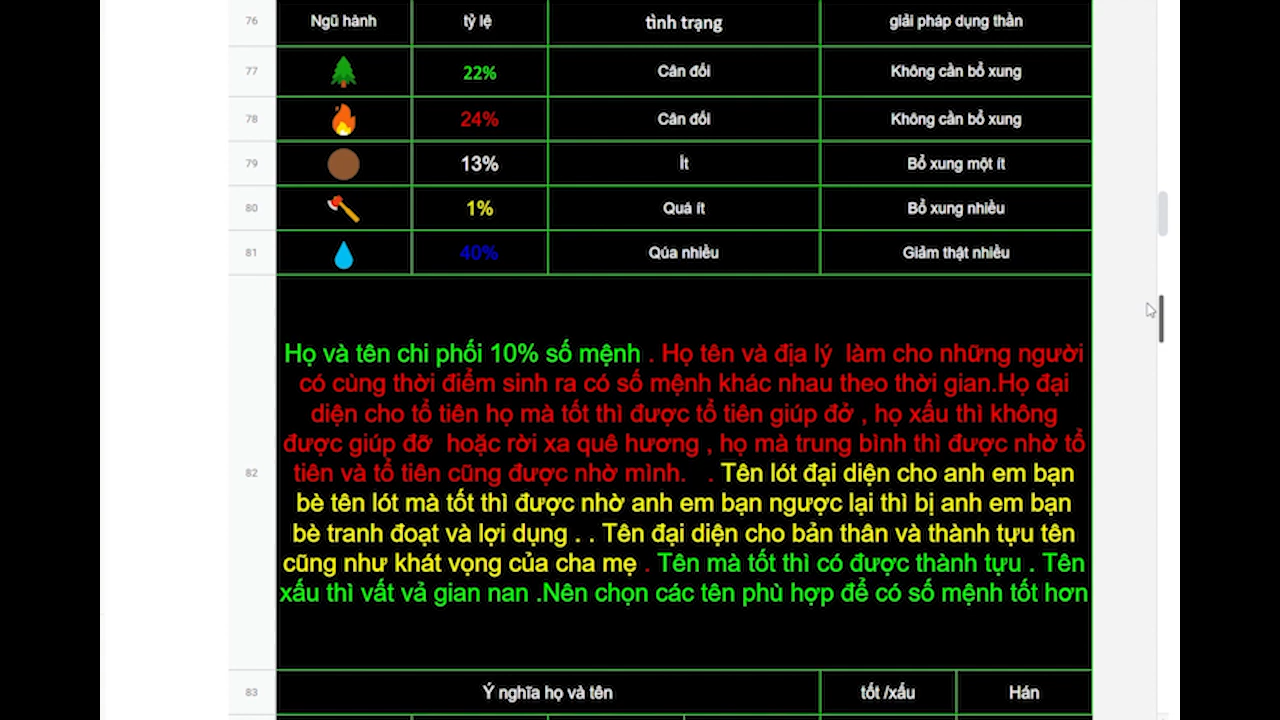 76 Ngũ hành tỷ lệ tình trạng giải pháp dụng thần
77 22% Cân đối Không cần bổ xung
78 24% Cân đối Không cần bổ xung
79 13% Ít Bổ xung một ít
80 1% Quá ít Bổ xung nhiều
81 40% Qúa nhiều Giảm thật nhiều
Họ và tên chi phối 10% số mệnh . Họ tên và địa lý làm cho những người
có cùng thời điểm sinh ra có số mệnh khác nhau theo thời gian.Họ đại
diện cho tổ tiên họ mà tốt thì được tổ tiên giúp đở , họ xấu thì không
được giúp đỡ hoặc rời xa quê hương , họ mà trung bình thì được nhờ tổ
82 tiên và tổ tiên cũng được nhờ mình. . Tên lót đại diện cho anh em bạn
bè tên lót mà tốt thì được nhờ anh em bạn ngược lại thì bị anh em bạn
bè tranh đoạt và lợi dụng . . Tên đại diện cho bản thân và thành tựu tên
cũng như khát vọng của cha mẹ . Tên mà tốt thì có được thành tựu . Tên
xấu thì vất vả gian nan .Nên chọn các tên phù hợp để có số mệnh tốt hơn
83 Ý nghĩa họ và tên tốt /xấu Hán